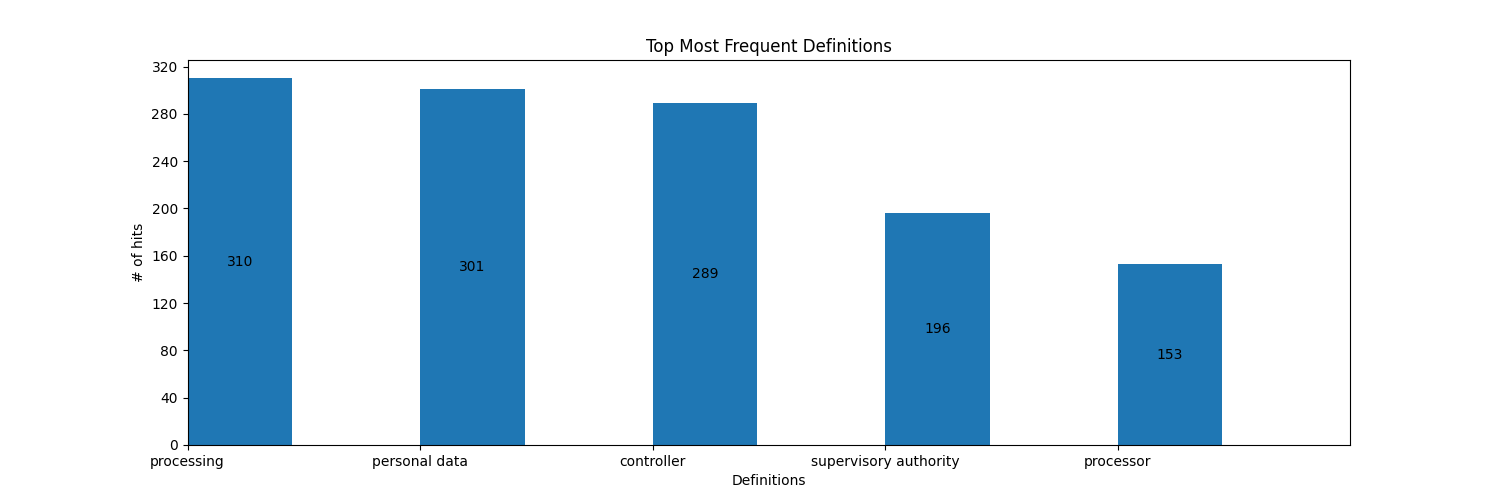 Top Most Frequent Definitions
320
280
240
200
160
120
80
40
0
# of hits
310
301
289
196
153
processing
personal data
controller
supervisory authority
processor
Definitions